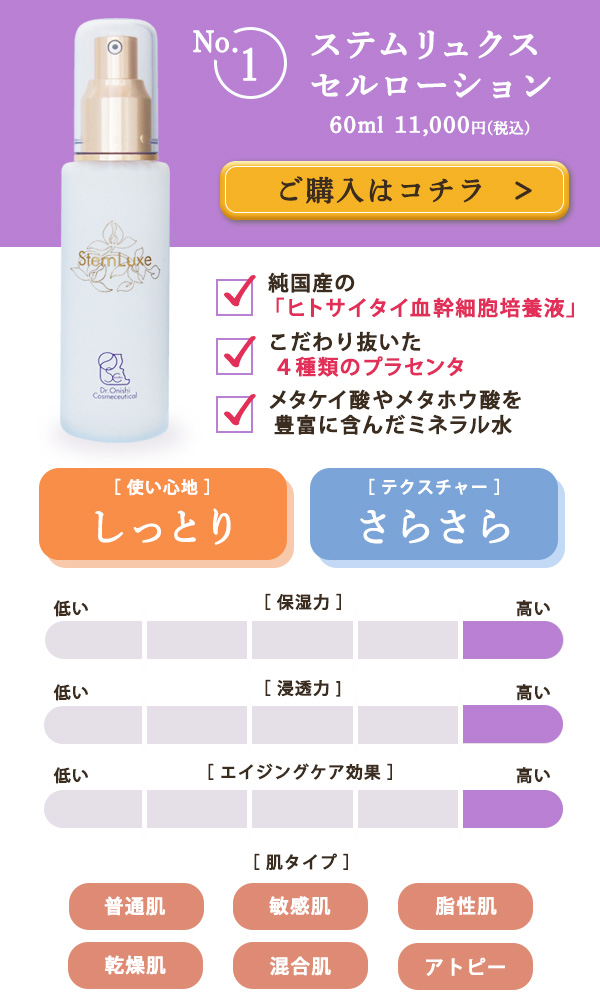 No.1
ステムリュクス
セルローション
60ml 11,000円(税込)
ご購入はコチラ >
StemLuxe
Dr.Onishi
Cosmeceutical
純国産の
「ヒトサイタイ血幹細胞培養液」
こだわり抜いた
４種類のプラセンタ
メタケイ酸やメタホウ酸を
豊富に含んだミネラル水
[ 使い心地 ]
しっとり
[ テクスチャー ]
さらさら
低い [ 保湿力 ] 高い
低い [ 浸透力 ] 高い
低い [ エイジングケア効果 ] 高い
[ 肌タイプ ]
普通肌 敏感肌 脂性肌
乾燥肌 混合肌 アトピー